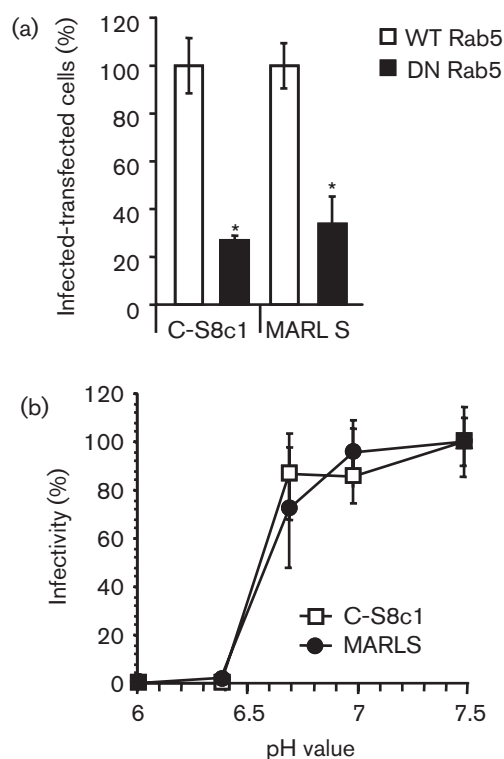 (a)
Infected-transfected cells (%)
120
100
80
60
40
20
0
*
*
C-S8c1
MARL S
WT Rab5
DN Rab5
(b)
Infectivity (%)
120
100
80
60
40
20
0
6
6.5
7
7.5
pH value
C-S8c1
MARLS